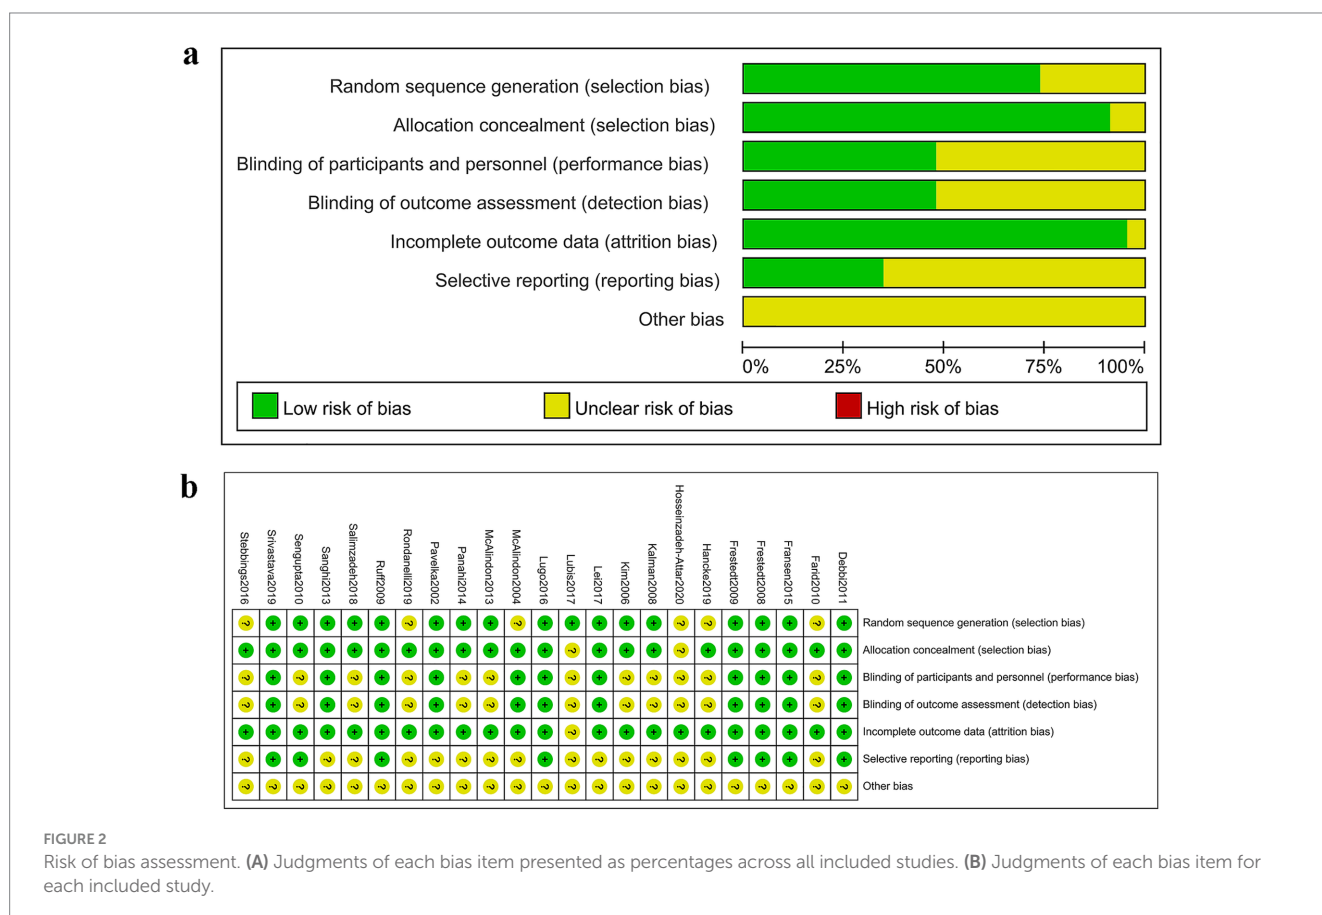 a
Random sequence generation (selection bias)
Allocation concealment (selection bias)
Blinding of participants and personnel (performance bias)
Blinding of outcome assessment (detection bias)
Incomplete outcome data (attrition bias)
Selective reporting (reporting bias)
Other bias
0% 25% 50% 75% 100%
Low risk of bias Unclear risk of bias High risk of bias
b
Stebbings2016
Srivastava2019
Sengupta2010
Sanghi2013
Salimzadeh2018
Ruff2009
Rondanelli2019
Pavelka2002
Panahi2014
McAlindon2013
McAlindon2004
Lugo2016
Lubis2017
Lei2017
Kim2006
Kalman2008
Hosseinzadeh-Attar2020
Hancke2019
Frestedt2009
Frestedt2008
Fransen2015
Farid2010
Debbi2011
? + + + + + ? + + + ? + + + + + ? ? + + + ? + Random sequence generation (selection bias)
+ + + + + + + + + + + + ? + + + ? + + + + + + Allocation concealment (selection bias)
? + ? + ? + ? + ? ? + + ? + ? ? ? ? + + + ? + Blinding of participants and personnel (performance bias)
? + ? + ? + ? + ? ? + + ? + ? ? ? ? + + + ? + Blinding of outcome assessment (detection bias)
+ + + + + + + + + + + + ? + + + + + + + + + + Incomplete outcome data (attrition bias)
? + + ? ? + ? ? ? ? ? + ? ? ? ? ? ? + + + ? + Selective reporting (reporting bias)
? ? ? ? ? ? ? ? ? ? ? ? ? ? ? ? ? ? ? ? ? ? ? Other bias
FIGURE 2
Risk of bias assessment. (A) Judgments of each bias item presented as percentages across all included studies. (B) Judgments of each bias item for
each included study.